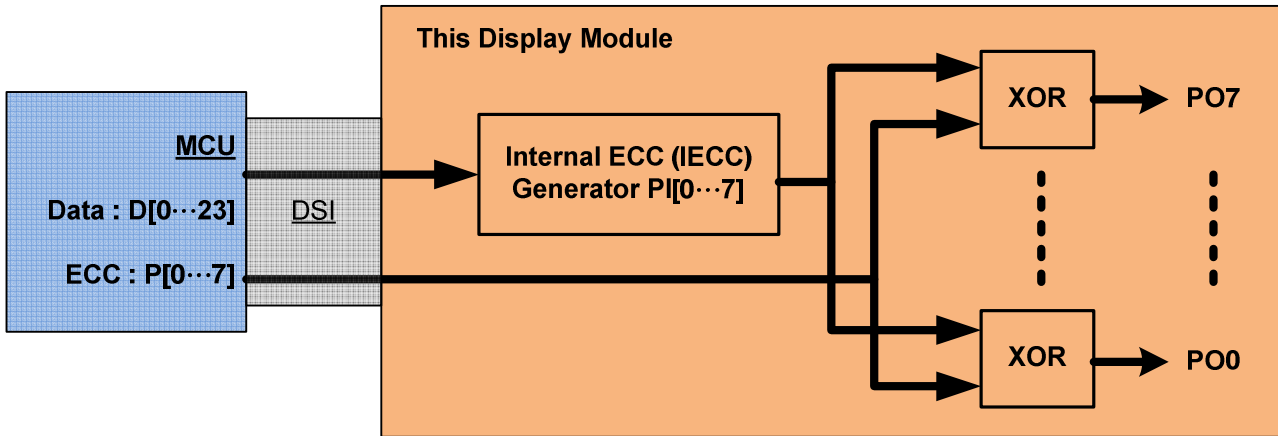 This Display Module
MCU
Data : D[0···23]
ECC : P[0···7]
DSI
Internal ECC (IECC)
Generator PI[0···7]
XOR
PO7
XOR
PO0